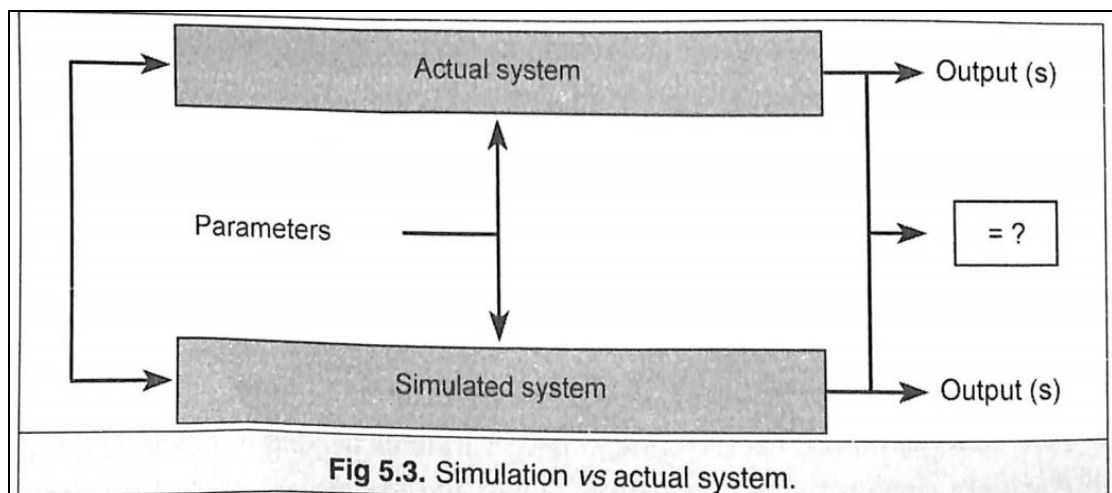 Actual system
Output (s)
Parameters
= ?
Simulated system
Output (s)
Fig 5.3. Simulation vs actual system.